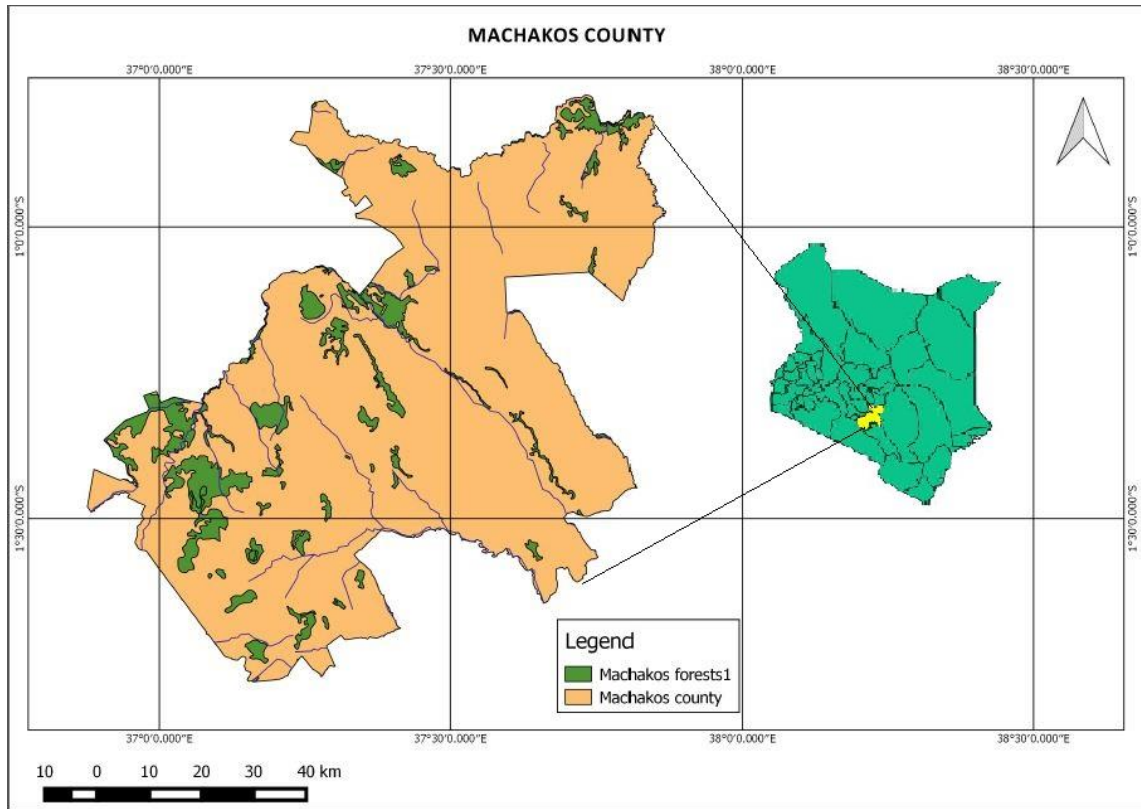 MACHAKOS COUNTY
37°0'0.000"E 37°30'0.000"E 38°0'0.000"E 38°30'0.000"E
1°0'0.000"S 1°0'0.000"S
1°30'0.000"S 1°30'0.000"S
Legend
Machakos forests1
Machakos county
37°0'0.000"E 37°30'0.000"E 38°0'0.000"E 38°30'0.000"E
10 0 10 20 30 40 km